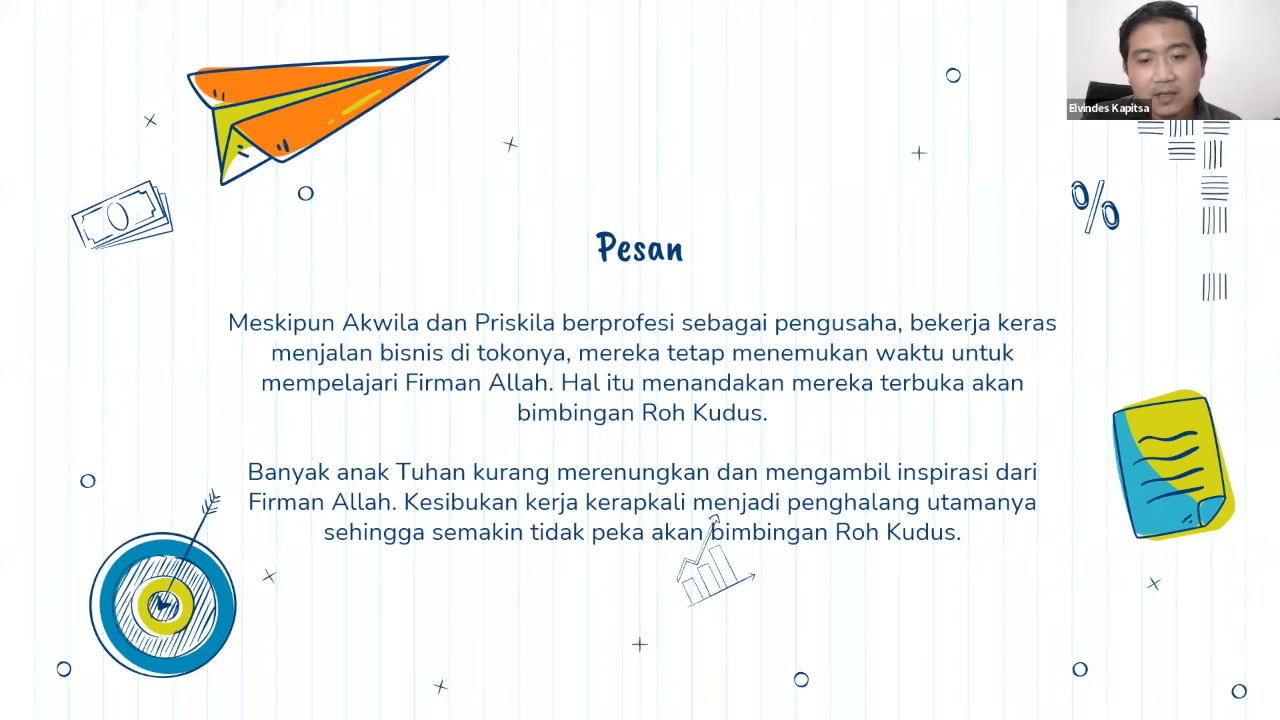 Elvindes Kapitsa
%
Pesan
Meskipun Akwila dan Priskila berprofesi sebagai pengusaha, bekerja keras
menjalan bisnis di tokonya, mereka tetap menemukan waktu untuk
mempelajari Firman Allah. Hal itu menandakan mereka terbuka akan
bimbingan Roh Kudus.
Banyak anak Tuhan kurang merenungkan dan mengambil inspirasi dari
Firman Allah. Kesibukan kerja kerapkali menjadi penghalang utamanya
sehingga semakin tidak peka akan bimbingan Roh Kudus.